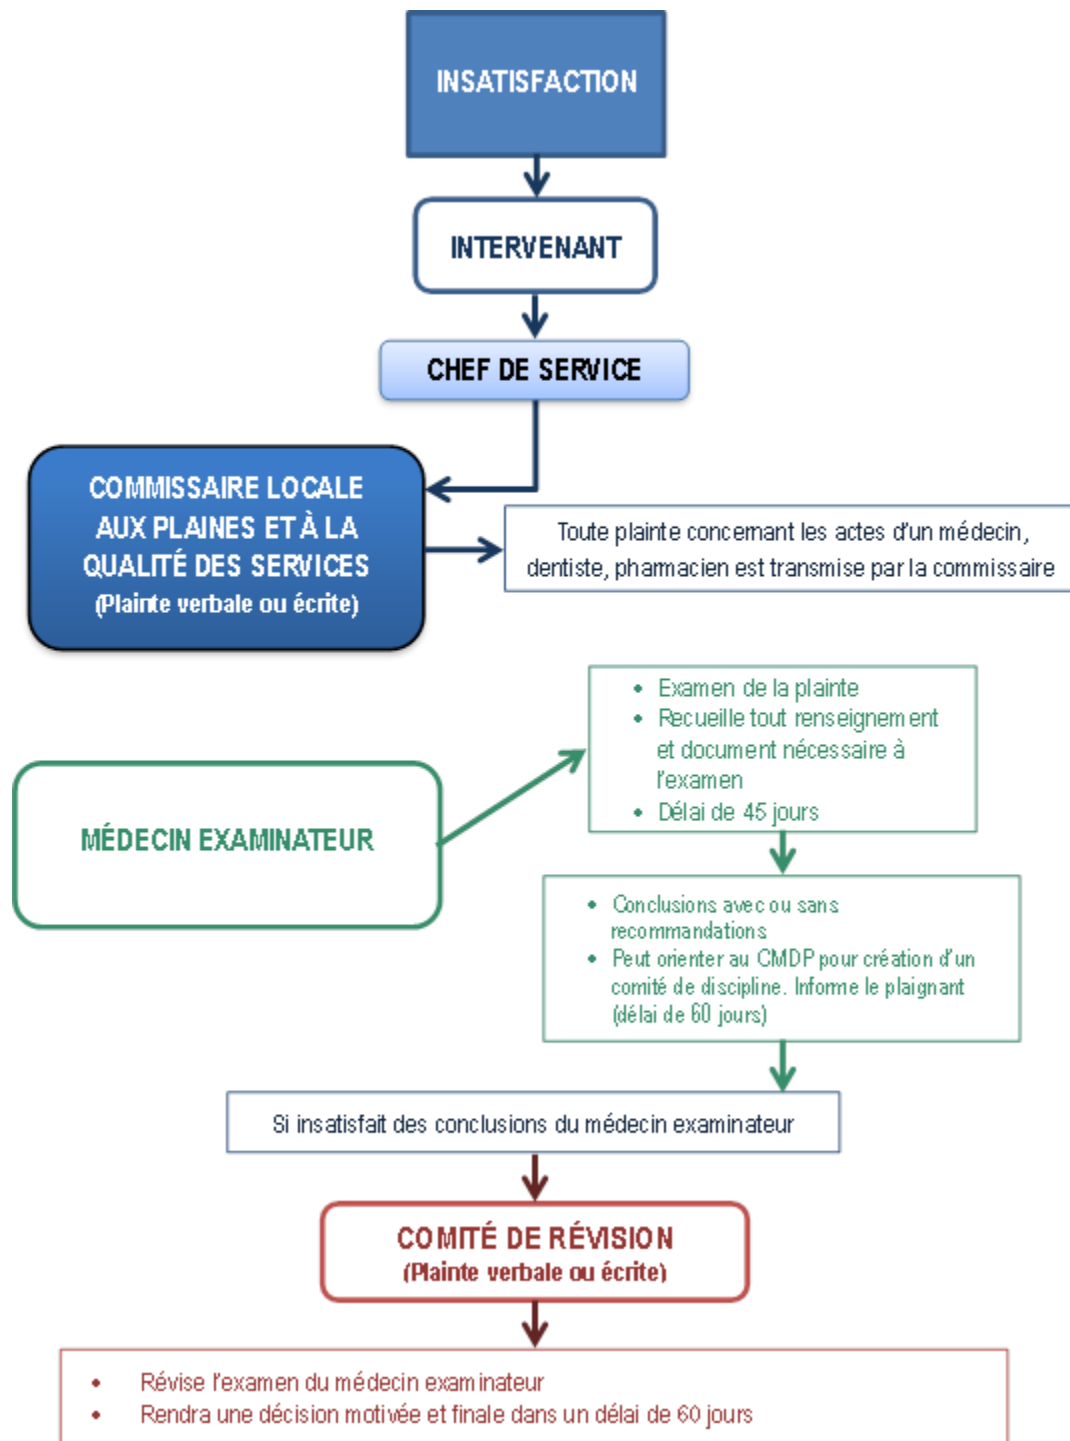 INSATISFACTION
INTERVENANT
CHEF DE SERVICE
COMMISSAIRE LOCALE
AUX PLAINES ET À LA
QUALITÉ DES SERVICES
(Plainte verbale ou écrite)
Toute plainte concernant les actes d'un médecin,
dentiste, pharmacien est transmise par la commissaire
• Examen de la plainte
• Recueille tout renseignement
et document nécessaire à
l'examen
• Délai de 45 jours
MÉDECIN EXAMINATEUR
• Conclusions avec ou sans
recommandations
• Peut orienter au CMDP pour création d'un
comité de discipline. Informe le plaignant
(délai de 60 jours)
Si insatisfait des conclusions du médecin examinateur
COMITÉ DE RÉVISION
(Plainte verbale ou écrite)
• Révise l'examen du médecin examinateur
• Rendra une décision motivée et finale dans un délai de 60 jours